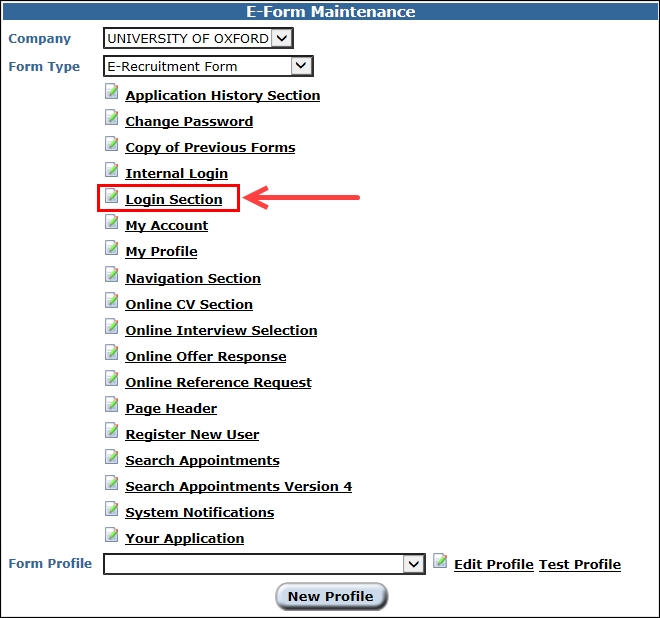 E-Form Maintenance
Company UNIVERSITY OF OXFORD
Form Type E-Recruitment Form
Application History Section
Change Password
Copy of Previous Forms
Internal Login
Login Section
My Account
My Profile
Navigation Section
Online CV Section
Online Interview Selection
Online Offer Response
Online Reference Request
Page Header
Register New User
Search Appointments
Search Appointments Version 4
System Notifications
Your Application
Form Profile Edit Profile Test Profile
New Profile